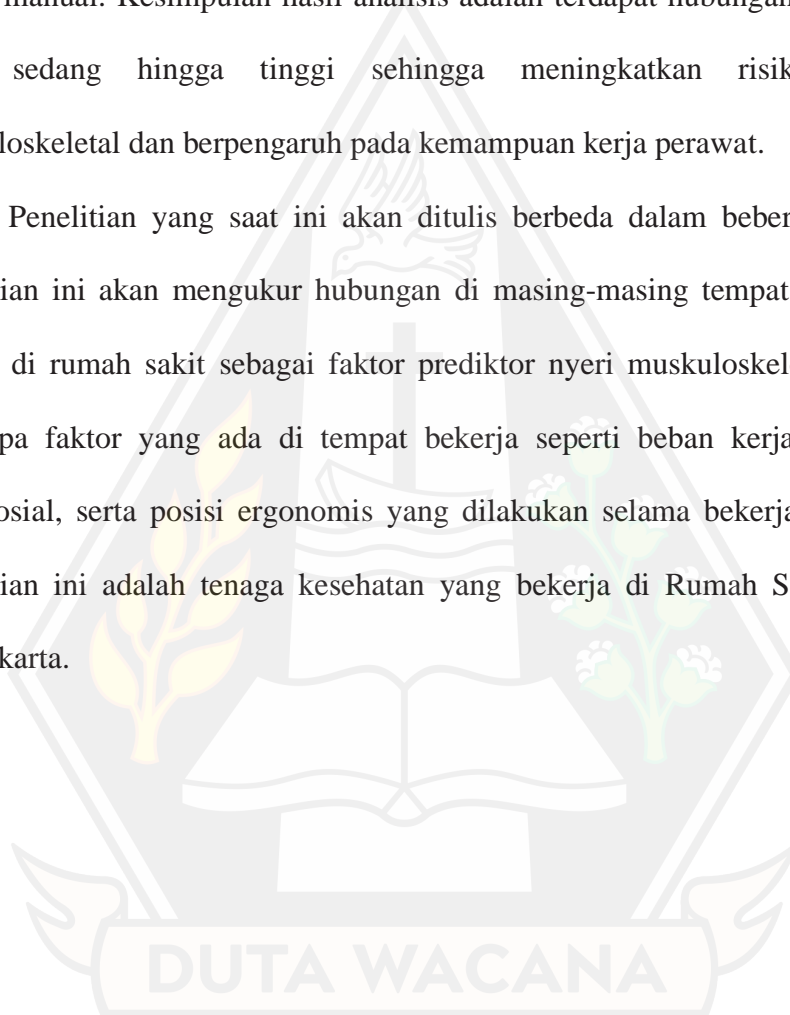 manual. Kesimpulan hasil analisis adalah terdapat hubungan
sedang hingga tinggi sehingga meningkatkan risik
loskeletal dan berpengaruh pada kemampuan kerja perawat.
Penelitian yang saat ini akan ditulis berbeda dalam beber
ian ini akan mengukur hubungan di masing-masing tempat
di rumah sakit sebagai faktor prediktor nyeri muskuloskel
pa faktor yang ada di tempat bekerja seperti beban kerja
osial, serta posisi ergonomis yang dilakukan selama bekerja
ian ini adalah tenaga kesehatan yang bekerja di Rumah S
karta.
DUTA WACANA